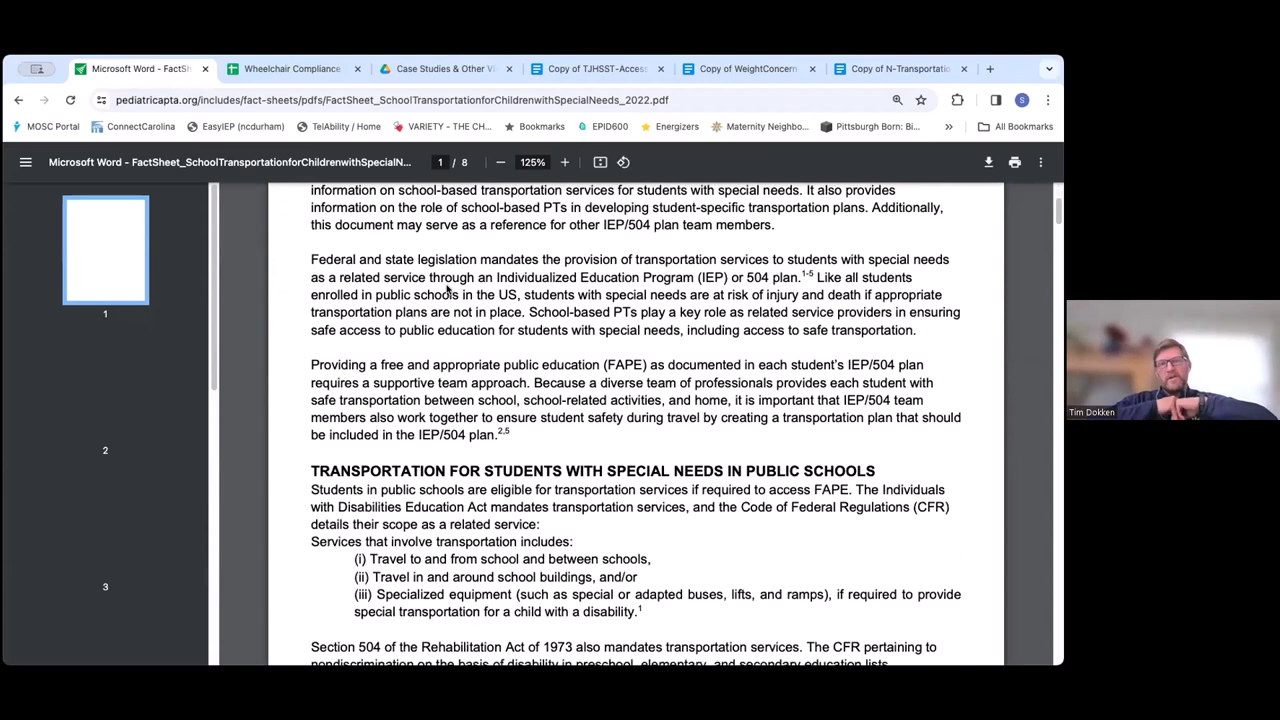 Microsoft Word - FactSh
Wheelchair Compliance
Case Studies & Other Vi
Copy of TJHSST-Access
Copy of WeightConcern
Copy of N-Transportatio
pediatricapta.org/includes/fact-sheets/pdfs/FactSheet_SchoolTransportationforChildrenwithSpecialNeeds_2022.pdf
S
MOSC Portal
ConnectCarolina
EasyIEP (ncdurham)
TelAbility / Home
VARIETY - THE CH...
Bookmarks
EPID600
Energizers
Maternity Neighbo...
Pittsburgh Born: Bi...
»
All Bookmarks
Microsoft Word - FactSheet_SchoolTransportationforChildrenwithSpecialN...
1 / 8
125%
1
2
3
information on school-based transportation services for students with special needs. It also provides
information on the role of school-based PTs in developing student-specific transportation plans. Additionally,
this document may serve as a reference for other IEP/504 plan team members.
Federal and state legislation mandates the provision of transportation services to students with special needs
as a related service through an Individualized Education Program (IEP) or 504 plan.1-5 Like all students
enrolled in public schools in the US, students with special needs are at risk of injury and death if appropriate
transportation plans are not in place. School-based PTs play a key role as related service providers in ensuring
safe access to public education for students with special needs, including access to safe transportation.
Providing a free and appropriate public education (FAPE) as documented in each student's IEP/504 plan
requires a supportive team approach. Because a diverse team of professionals provides each student with
safe transportation between school, school-related activities, and home, it is important that IEP/504 team
members also work together to ensure student safety during travel by creating a transportation plan that should
be included in the IEP/504 plan.2,5
TRANSPORTATION FOR STUDENTS WITH SPECIAL NEEDS IN PUBLIC SCHOOLS
Students in public schools are eligible for transportation services if required to access FAPE. The Individuals
with Disabilities Education Act mandates transportation services, and the Code of Federal Regulations (CFR)
details their scope as a related service:
Services that involve transportation includes:
(i) Travel to and from school and between schools,
(ii) Travel in and around school buildings, and/or
(iii) Specialized equipment (such as special or adapted buses, lifts, and ramps), if required to provide
special transportation for a child with a disability.1
Section 504 of the Rehabilitation Act of 1973 also mandates transportation services. The CFR pertaining to
nondiscrimination on the basis of disability in preschool, elementary, and secondary education lists
Tim Dokken